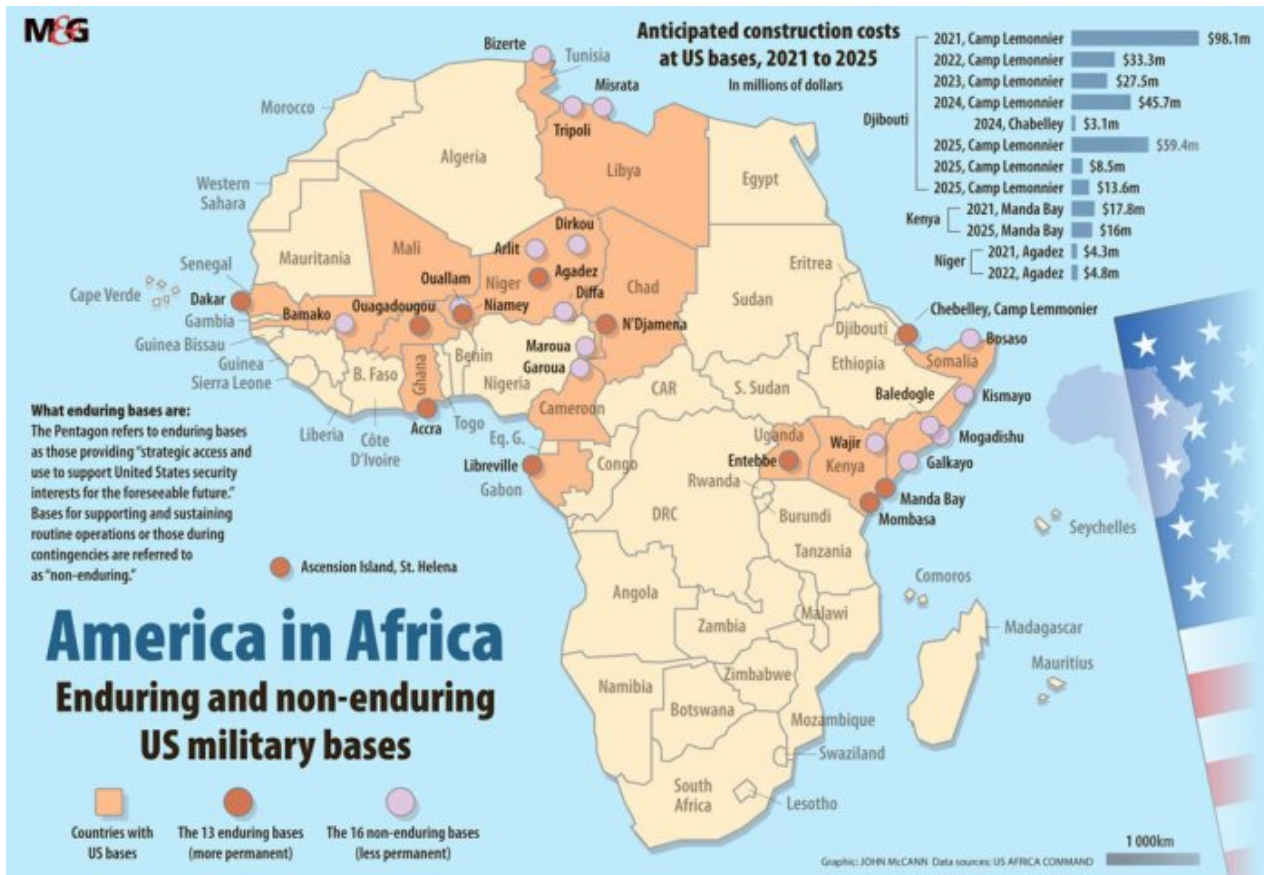 M&G
Anticipated construction costs
at US bases, 2021 to 2025
In millions of dollars
Djibouti
2021, Camp Lemonnier $98.1m
2022, Camp Lemonnier $33.3m
2023, Camp Lemonnier $27.5m
2024, Camp Lemonnier $45.7m
2024, Chabelley $3.1m
2025, Camp Lemonnier $59.4m
2025, Camp Lemonnier $8.5m
2025, Camp Lemonnier $13.6m
Kenya
2021, Manda Bay $17.8m
2025, Manda Bay $16m
Niger
2021, Agadez $4.3m
2022, Agadez $4.8m
Bizerte
Tunisia
Misrata
Morocco
Tripoli
Algeria
Libya
Egypt
Western
Sahara
Dirkou
Mali
Arlit
Mauritania
Senegal
Ouallam
Niger
Agadez
Chad
Eritrea
Cape Verde
Dakar
Ouagadougou
Niamey
Diffa
Sudan
Gambia
Bamako
N'Djamena
Chebelley, Camp Lemmonier
Djibouti
Guinea Bissau
Maroua
Bosaso
Guinea
Benin
Garoua
Ethiopia
Somalia
Sierra Leone
B. Faso
Ghana
Nigeria
CAR
S. Sudan
Baledogle
Kismayo
Cameroon
Liberia
Côte
D'Ivoire
Accra
Togo
Eq. G.
Uganda
Wajir
Mogadishu
Libreville
Congo
Entebbe
Kenya
Galkayo
Gabon
Rwanda
Manda Bay
DRC
Burundi
Mombasa
Seychelles
Tanzania
What enduring bases are:
The Pentagon refers to enduring bases
as those providing "strategic access and
use to support United States security
interests for the foreseeable future."
Bases for supporting and sustaining
routine operations or those during
contingencies are referred to
as "non-enduring."
Ascension Island, St. Helena
Comoros
Angola
Malawi
Zambia
Madagascar
Mauritius
Zimbabwe
Namibia
Botswana
Mozambique
Swaziland
South
Africa
Lesotho
America in Africa
Enduring and non-enduring
US military bases
Countries with
US bases
The 13 enduring bases
(more permanent)
The 16 non-enduring bases
(less permanent)
1 000km
Graphic: JOHN McCANN Data sources: US AFRICA COMMAND